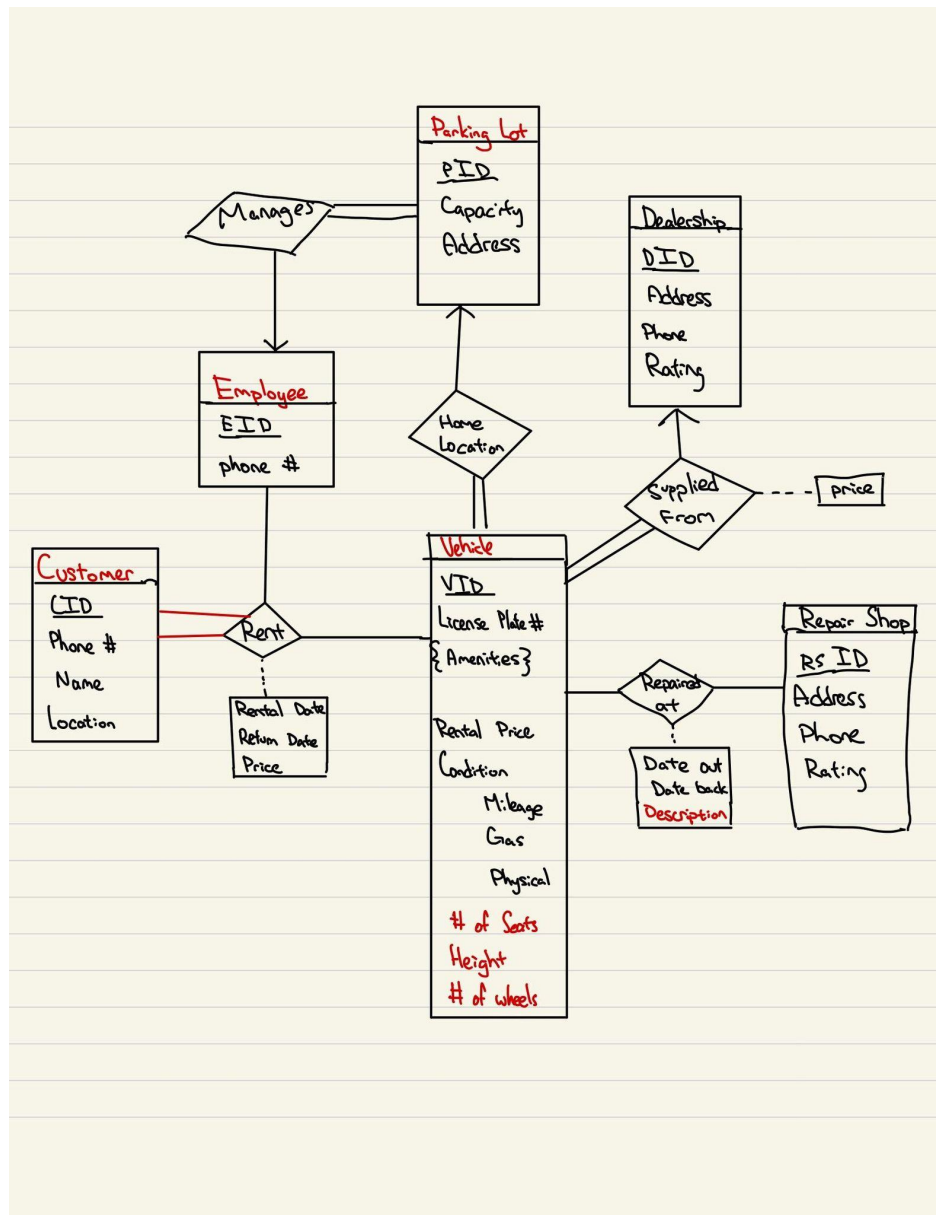 Parking Lot
PID
Capacity
Address
Manages
Dealership
DID
Address
Phone
Rating
Employee
EID
phone #
Home
Location
Supplied
From
price
Customer
CID
Phone #
Name
Location
Rent
Rental Date
Return Date
Price
Vehicle
VID
License Plate #
{Amenities}
Rental Price
Condition
Mileage
Gas
Physical
# of Seats
Height
# of wheels
Repaired
at
Date out
Date back
Description
Repair Shop
RS ID
Address
Phone
Rating